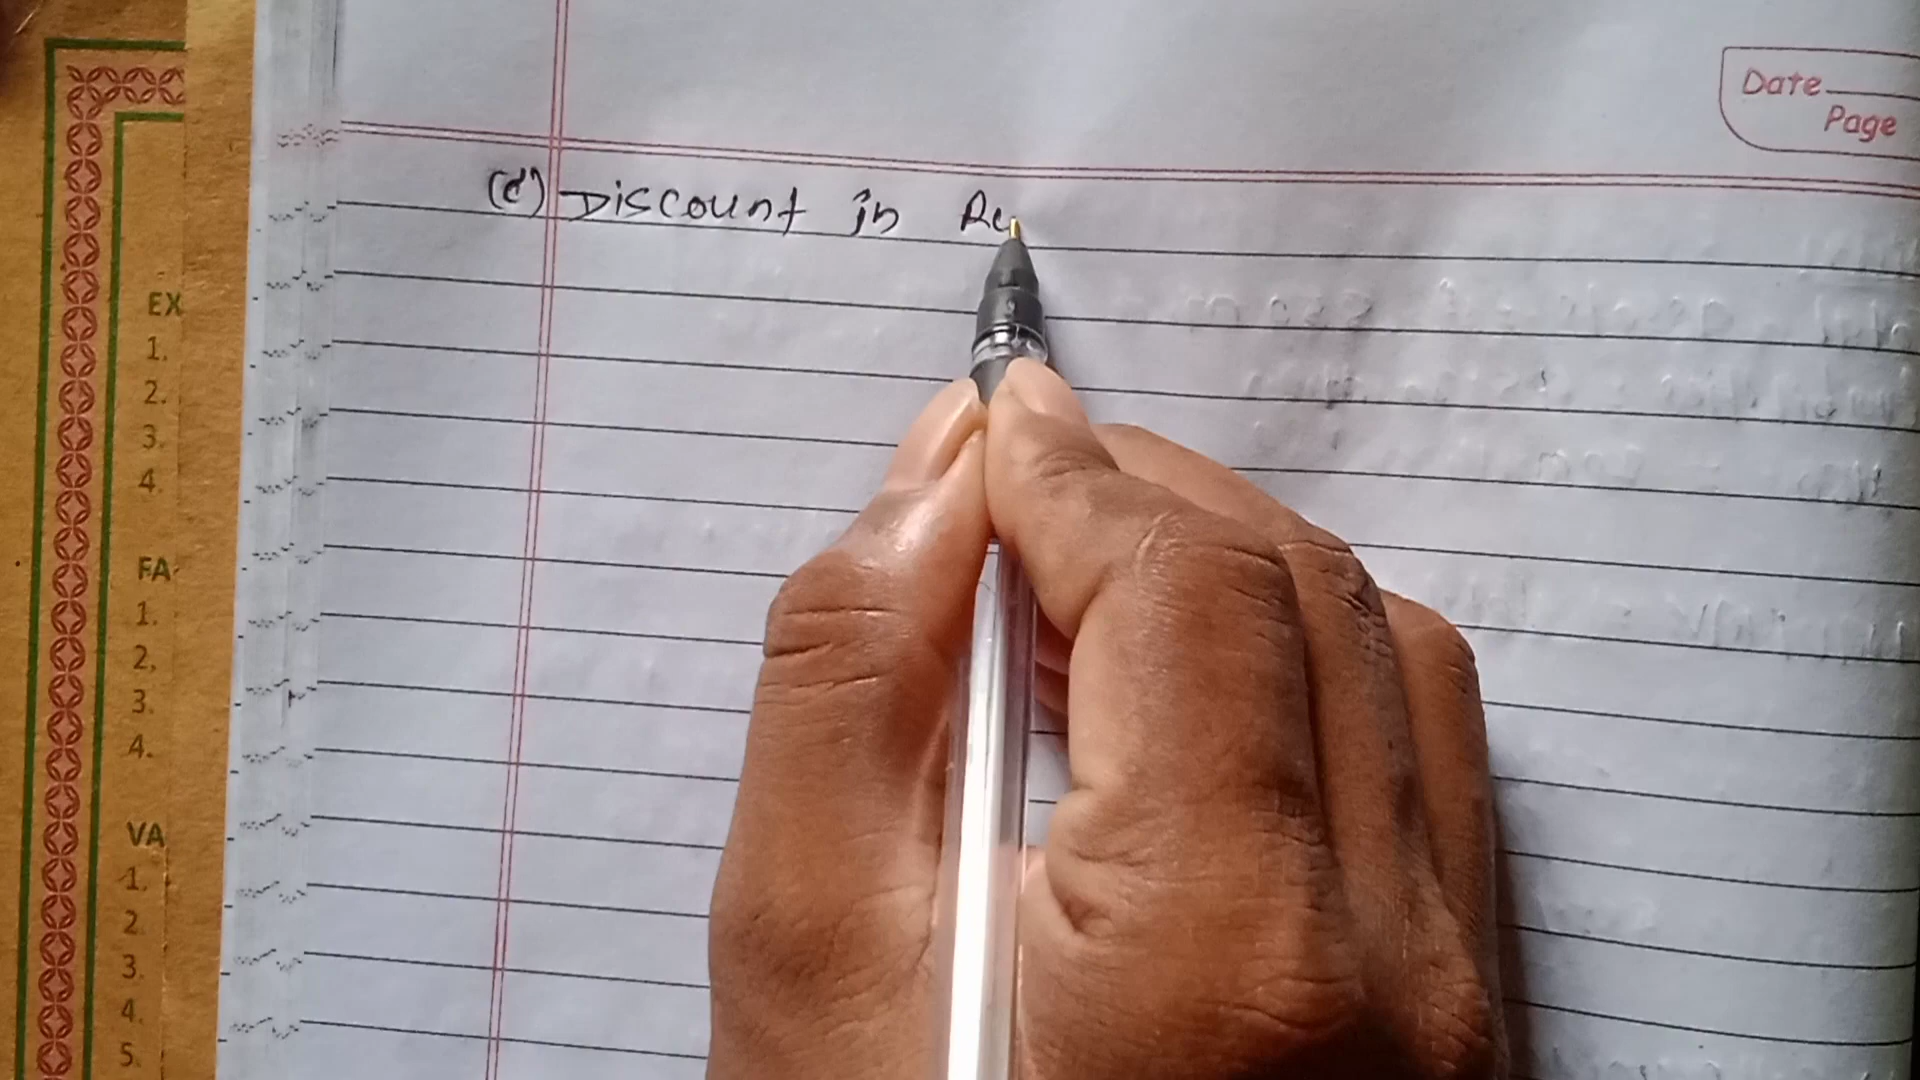 Date
Page
(d) Discount in Re
EX
1.
2.
3.
4.
FA
1.
2,
3.
4.
VA
1.
2.
3.
4.
5.